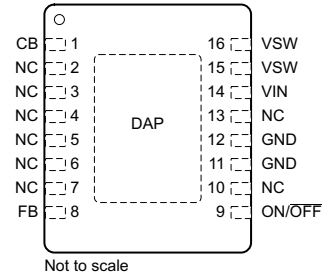 CB 1 16 VSW
NC 2 15 VSW
NC 3 14 VIN
NC 4 13 NC
DAP
NC 5 12 GND
NC 6 11 GND
NC 7 10 NC
FB 8 9 ON/OFF
Not to scale